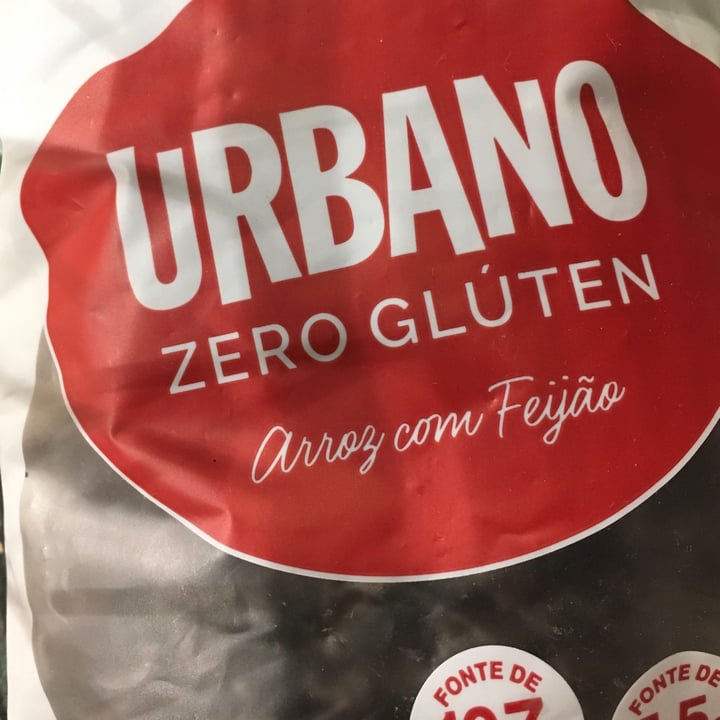 URBANO
ZERO GLÚTEN
Arroz com Feijão
FONTE DE
FONTE DE